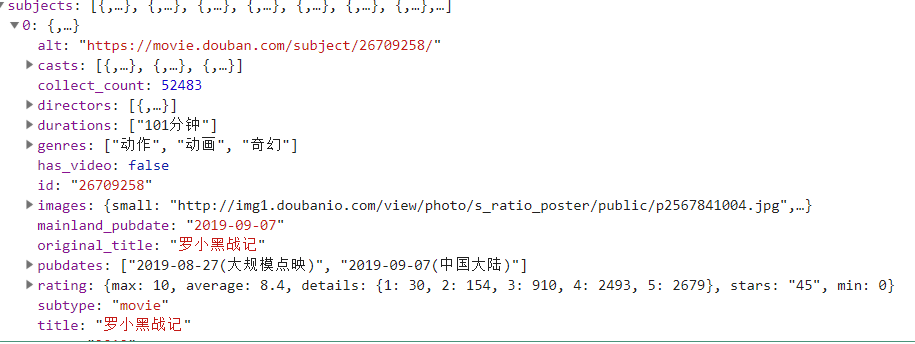 subjects: [{,…}, {,…}, {,…}, {,…}, {,…}, {,…}, {,…},…]
0: {,…}
alt: "https://movie.douban.com/subject/26709258/"
casts: [{,…}, {,…}, {,…}]
collect_count: 52483
directors: [{,…}]
durations: ["101分钟"]
genres: ["动作", "动画", "奇幻"]
has_video: false
id: "26709258"
images: {small: "http://img1.doubanio.com/view/photo/s_ratio_poster/public/p2567841004.jpg",…}
mainland_pubdate: "2019-09-07"
original_title: "罗小黑战记"
pubdates: ["2019-08-27(大规模点映)", "2019-09-07(中国大陆)"]
rating: {max: 10, average: 8.4, details: {1: 30, 2: 154, 3: 910, 4: 2493, 5: 2679}, stars: "45", min: 0}
subtype: "movie"
title: "罗小黑战记"